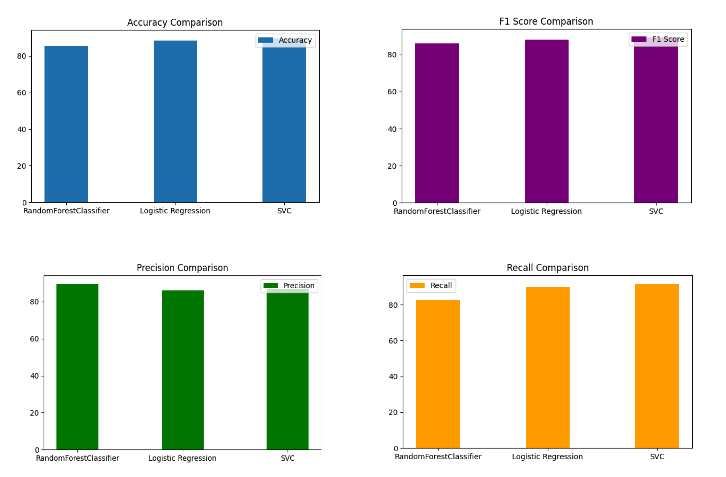 Accuracy Comparison
Accuracy
80
60
40
20
0
RandomForestClassifier Logistic Regression SVC
F1 Score Comparison
F1 Score
80
60
40
20
0
RandomForestClassifier Logistic Regression SVC
Precision Comparison
Precision
80
60
40
20
0
RandomForestClassifier Logistic Regression SVC
Recall Comparison
Recall
80
60
40
20
0
RandomForestClassifier Logistic Regression SVC